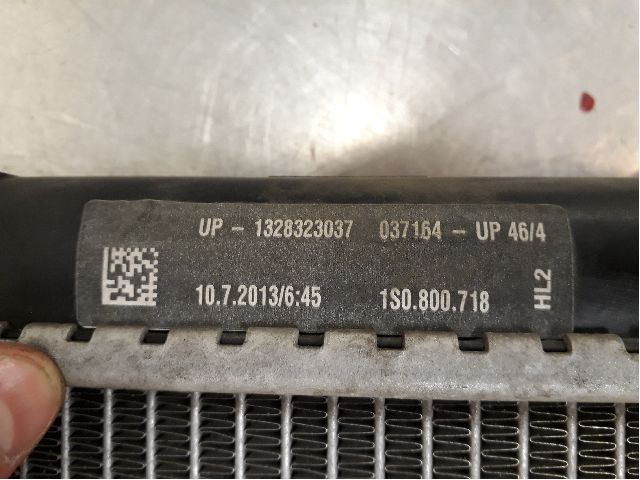 UP - 1328323037 037164 - UP 46/4
10.7.2013/6:45 1S0.800.718
HL2